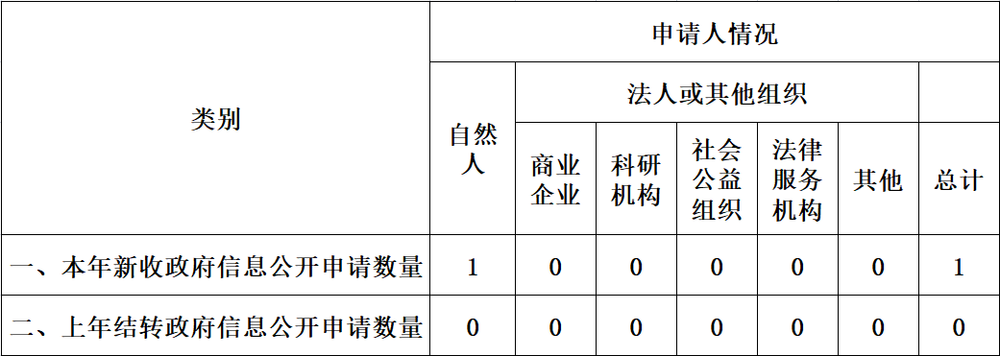 类别
申请人情况
自然
人
法人或其他组织
商业
企业
科研
机构
社会
公益
组织
法律
服务
机构
其他
总计
一、本年新收政府信息公开申请数量 1 0 0 0 0 0 1
二、上年结转政府信息公开申请数量 0 0 0 0 0 0 0